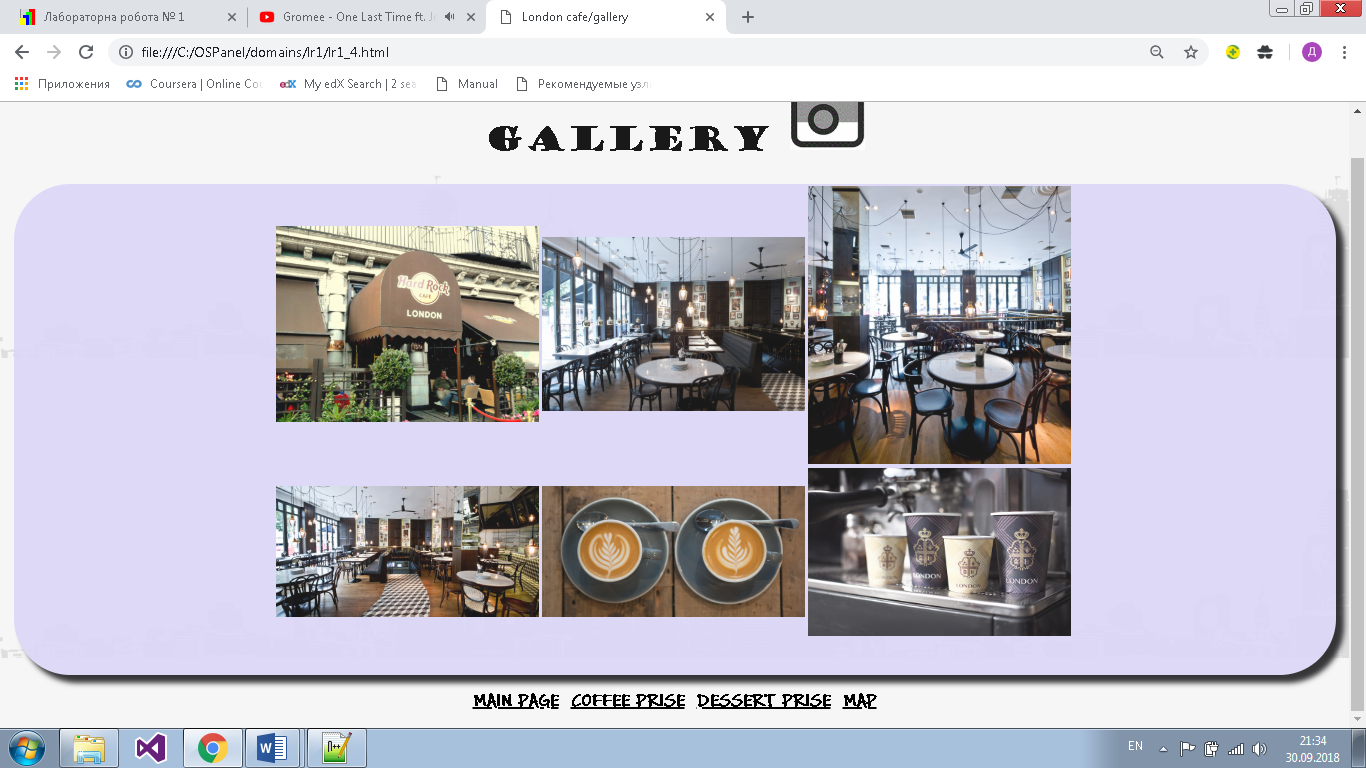 Лабораторна робота № 1
Gromee - One Last Time ft. J
London cafe/gallery
file:///C:/OSPanel/domains/lr1/lr1_4.html
Д
Приложения
Coursera | Online Co
My edX Search | 2 sea
Manual
Рекомендуемые узл
GALLERY
Hard Rock
CAFE
LONDON
LONDON
LONDON
LONDON
MAIN PAGE COFFEE PRISE DESSERT PRISE MAP
EN
21:34
30.09.2018